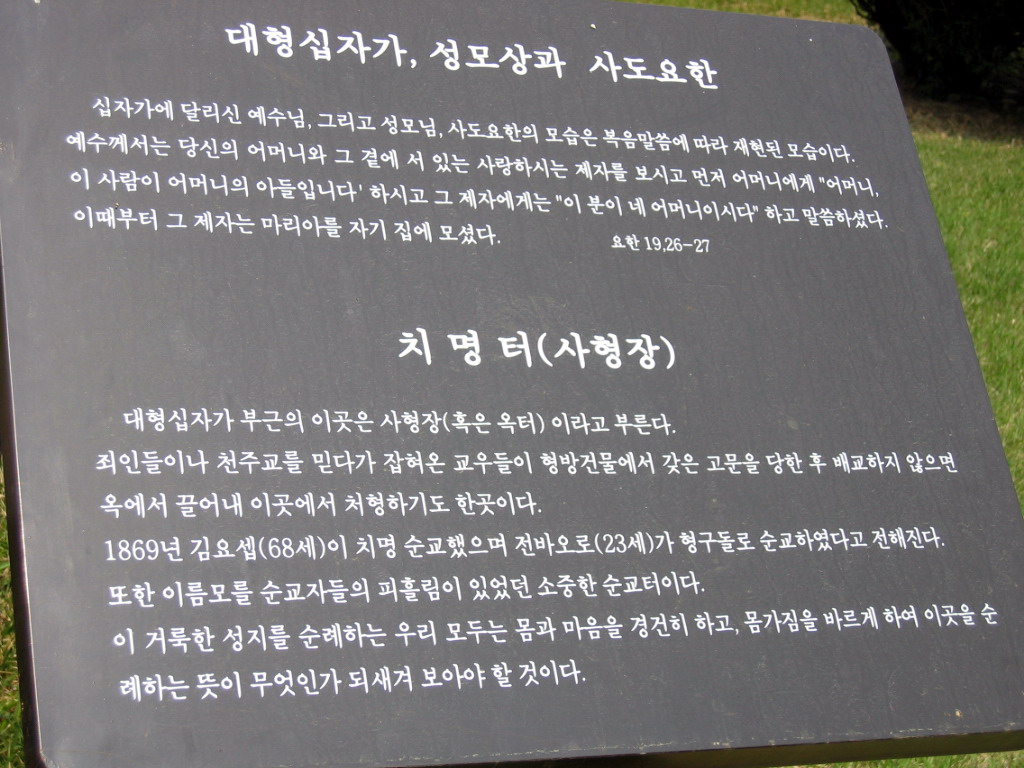 대형십자가, 성모상과 사도요한
십자가에 달리신 예수님, 그리고 성모님, 사도요한의 모습은 복음말씀에 따라 재현된 모습이다.
예수께서는 당신의 어머니와 그 곁에 서 있는 사랑하시는 제자를 보시고 먼저 어머니에게 "어머니,
이 사람이 어머니의 아들입니다' 하시고 그 제자에게는 "이 분이 네 어머니이시다" 하고 말씀하셨다.
이때부터 그 제자는 마리아를 자기 집에 모셨다. 요한 19,26-27
치 명 터(사형장)
대형십자가 부근의 이곳은 사형장(혹은 옥터) 이라고 부른다.
죄인들이나 천주교를 믿다가 잡혀온 교우들이 형방건물에서 갖은 고문을 당한 후 배교하지 않으면
옥에서 끌어내 이곳에서 처형하기도 한곳이다.
1869년 김요셉(68세)이 치명 순교했으며 전바오로(23세)가 형구돌로 순교하였다고 전해진다.
또한 이름모를 순교자들의 피흘림이 있었던 소중한 순교터이다.
이 거룩한 성지를 순례하는 우리 모두는 몸과 마음을 경건히 하고, 몸가짐을 바르게 하여 이곳을 순
례하는 뜻이 무엇인가 되새겨 보아야 할 것이다.